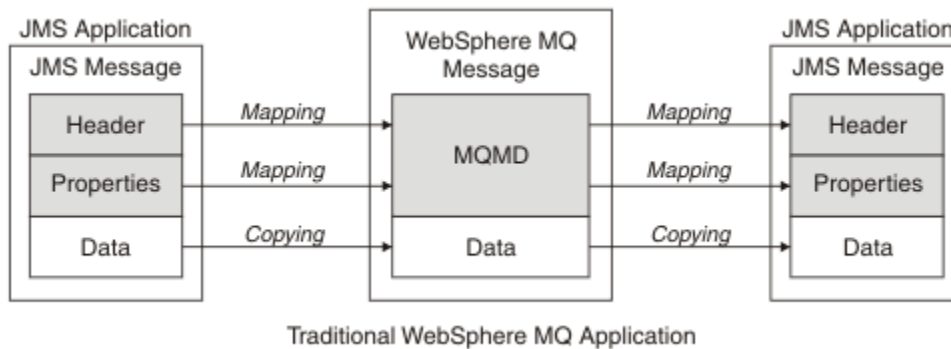 JMS Application
JMS Message
Header
Properties
Data
Mapping
Mapping
Copying
WebSphere MQ
Message
MQMD
Data
Mapping
Mapping
Copying
JMS Application
JMS Message
Header
Properties
Data
Traditional WebSphere MQ Application